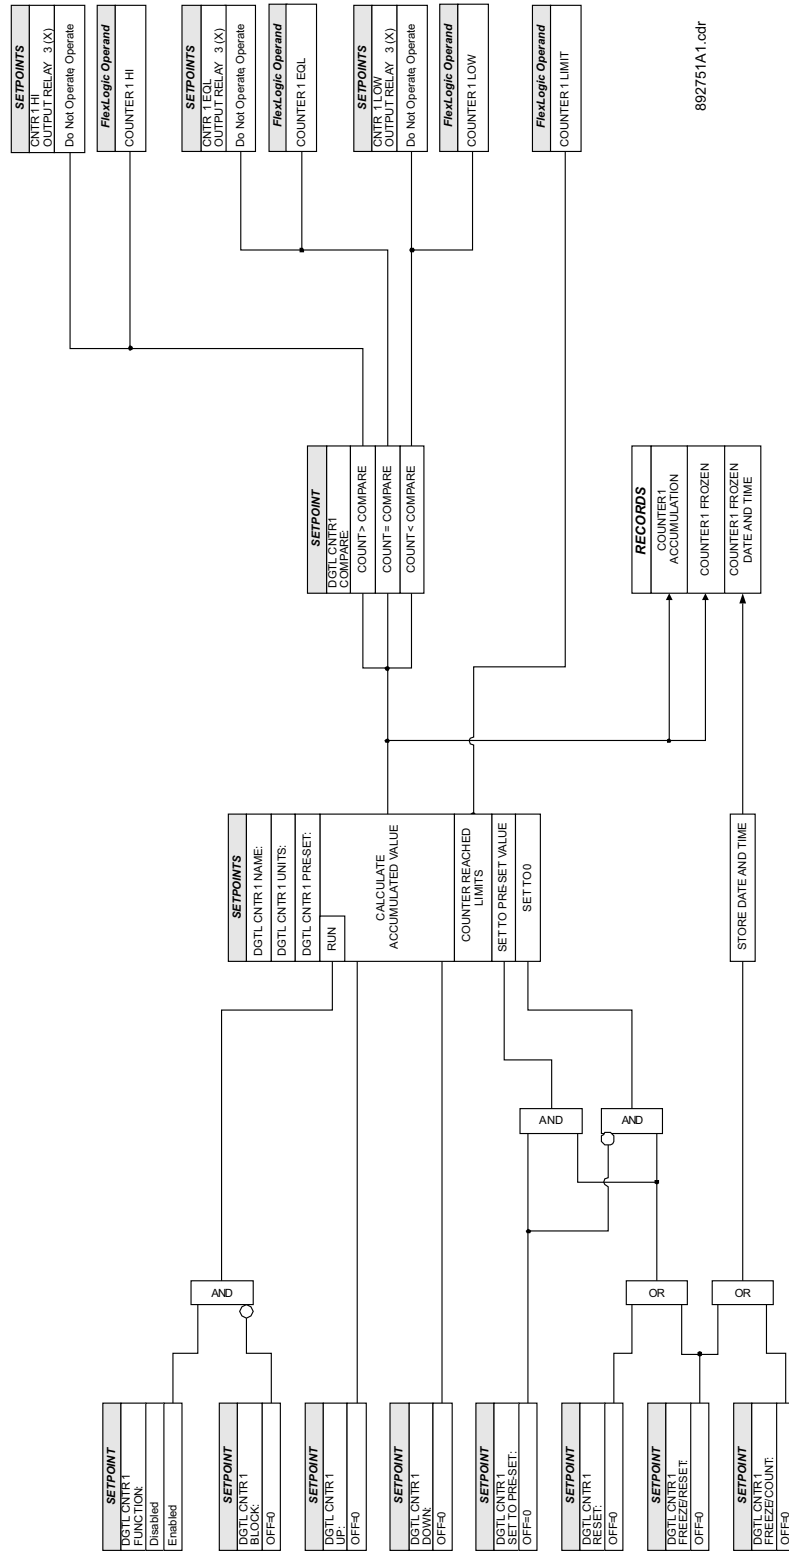 SETPOINT
DGTL CNTR 1
FUNCTION:
Disabled
Enabled
SETPOINT
DGTL CNTR 1
BLOCK:
OFF=0
SETPOINT
DGTL CNTR 1
UP:
OFF=0
SETPOINT
DGTL CNTR 1
DOWN:
OFF=0
SETPOINT
DGTL CNTR 1
SET TO PRE-SET:
OFF=0
SETPOINT
DGTL CNTR 1
RESET:
OFF=0
SETPOINT
DGTL CNTR 1
FREEZE/RESET:
OFF=0
SETPOINT
DGTL CNTR 1
FREEZE/COUNT:
OFF=0
AND
OR
OR
AND
AND
SETPOINTS
DGTL CNTR 1 NAME:
DGTL CNTR 1 UNITS:
DGTL CNTR 1 PRE-SET:
RUN
CALCULATE
ACCUMULATED VALUE
COUNTER REACHED
LIMITS
SET TO PRE-SET VALUE
SET TO 0
STORE DATE AND TIME
SETPOINT
DGTL CNTR1
COMPARE:
COUNT > COMPARE
COUNT = COMPARE
COUNT < COMPARE
RECORDS
COUNTER1
ACCUMULATION
COUNTER1 FROZEN
COUNTER1 FROZEN
DATE AND TIME
SETPOINTS
CNTR 1 HI
OUTPUT RELAY 3 (X)
Do Not Operate, Operate
FlexLogic Operand
COUNTER 1 HI
SETPOINTS
CNTR 1 EQL
OUTPUT RELAY 3 (X)
Do Not Operate, Operate
FlexLogic Operand
COUNTER 1 EQL
SETPOINTS
CNTR 1 LOW
OUTPUT RELAY 3 (X)
Do Not Operate, Operate
FlexLogic Operand
COUNTER 1 LOW
FlexLogic Operand
COUNTER 1 LIMIT
892751A1.cdr